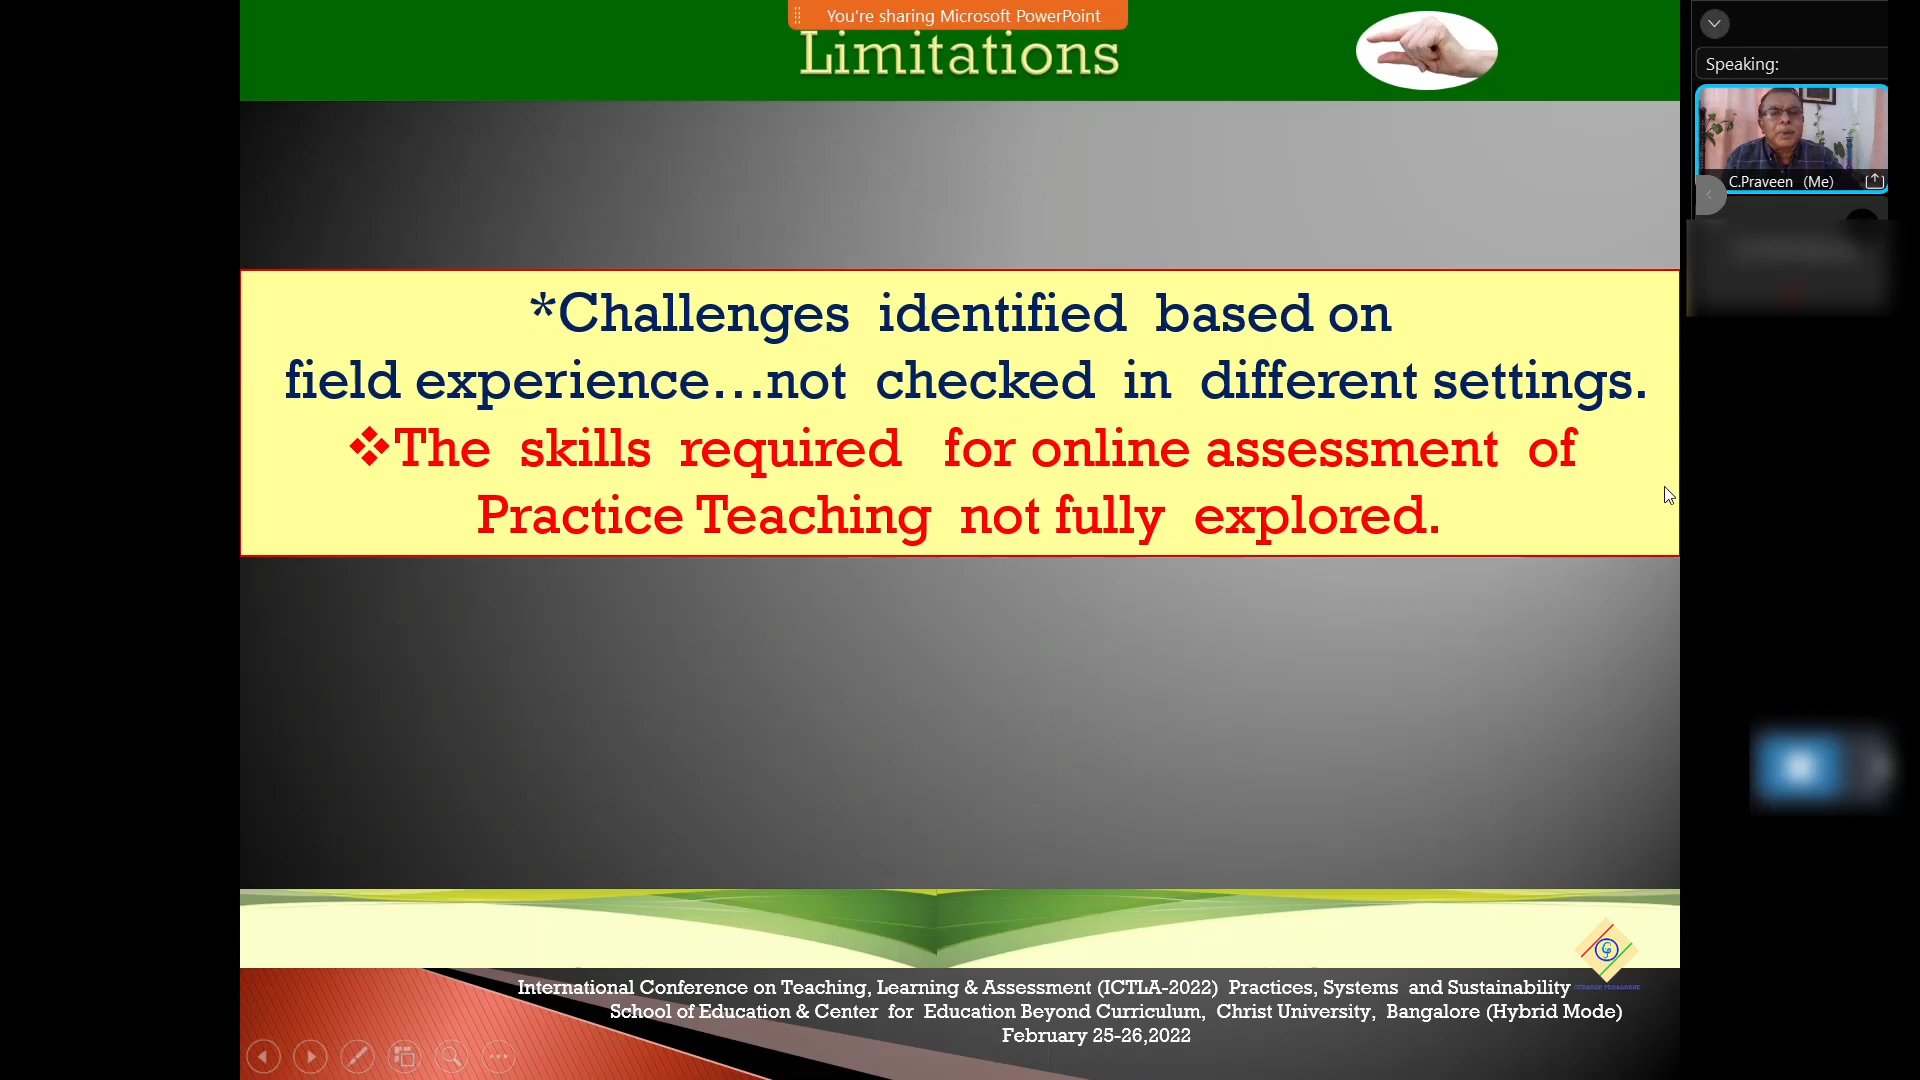 You're sharing Microsoft PowerPoint
Limitations
Speaking:
C.Praveen (Me)
*Challenges identified based on
field experience...not checked in different settings.
❖The skills required for online assessment of
Practice Teaching not fully explored.
International Conference on Teaching, Learning & Assessment (ICTLA-2022) Practices, Systems and Sustainability
School of Education & Center for Education Beyond Curriculum, Christ University, Bangalore (Hybrid Mode)
February 25-26,2022